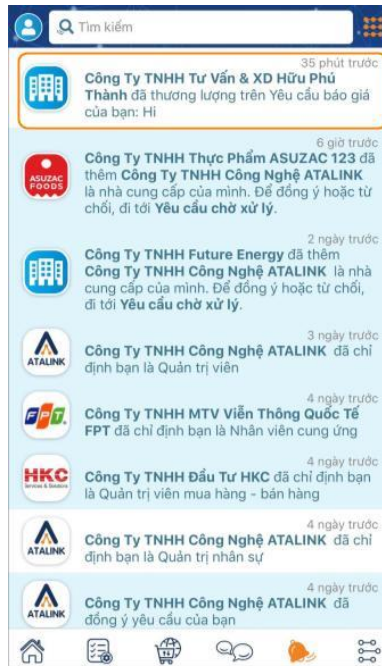 Tìm kiếm
35 phút trước
Công Ty TNHH Tư Vấn & XD Hữu Phú
Thành đã thương lượng trên Yêu cầu báo giá
của bạn: Hi
6 giờ trước
ASUZAC
FOODS
Công Ty TNHH Thực Phẩm ASUZAC 123 đã
thêm Công Ty TNHH Công Nghệ ATALINK
là nhà cung cấp của mình. Để đồng ý hoặc từ
chối, đi tới Yêu cầu chờ xử lý.
2 ngày trước
Công Ty TNHH Future Energy đã thêm
Công Ty TNHH Công Nghệ ATALINK là nhà
cung cấp của mình. Để đồng ý hoặc từ chối,
đi tới Yêu cầu chờ xử lý.
3 ngày trước
ATALINK
Công Ty TNHH Công Nghệ ATALINK đã chỉ
định bạn là Quản trị viên
4 ngày trước
FPT
Công Ty TNHH MTV Viễn Thông Quốc Tế
FPT đã chỉ định bạn là Nhân viên cung ứng
4 ngày trước
HKC
Services & Solutions
Công Ty TNHH Đầu Tư HKC đã chỉ định bạn
là Quản trị viên mua hàng - bán hàng
4 ngày trước
ATALINK
Công Ty TNHH Công Nghệ ATALINK đã chỉ
định bạn là Quản trị nhân sự
4 ngày trước
ATALINK
Công Ty TNHH Công Nghệ ATALINK đã
đồng ý yêu cầu của bạn